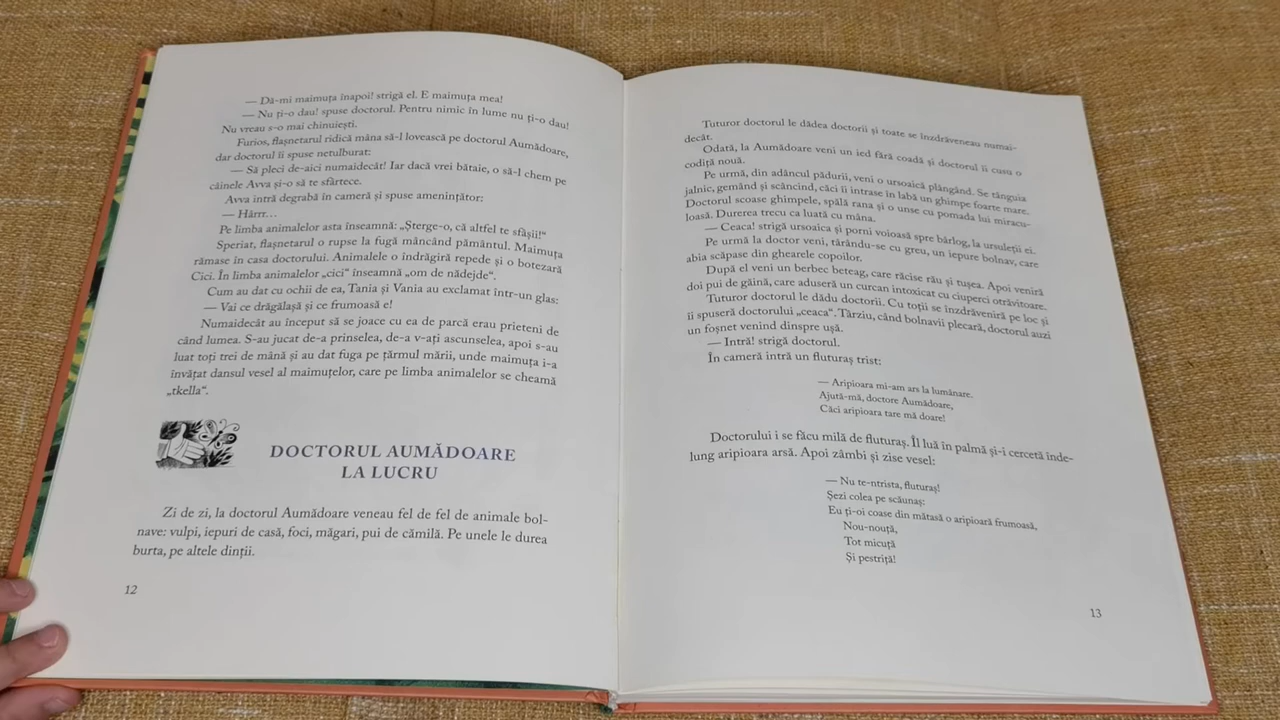 — Dă-mi maimuța înapoi! strigă el. E maimuța mea!
— Nu ți-o dau! spuse doctorul. Pentru nimic în lume nu ți-o dau!
Nu vreau s-o mai chinuiești.
Furios, flașnetarul ridică mâna să-l lovească pe doctorul Aumădoare,
dar doctorul îi spuse netulburat:
— Să pleci de-aici numaidecât! Iar dacă vrei bătaie, o să-l chem pe
câinele Avva și-o să te sfârtece.
Avva intră degrabă în cameră și spuse amenințător:
— Hârrr...
Pe limba animalelor asta înseamnă: „Șterge-o, că altfel te sfâșii!“
Speriat, flașnetarul o rupse la fugă mâncând pământul. Maimuța
rămase în casa doctorului. Animalele o îndrăgiră repede și o botezară
Cici. În limba animalelor „cici“ înseamnă „om de nădejde“.
Cum au dat cu ochii de ea, Tania și Vania au exclamat într-un glas:
— Vai ce drăgălașă și ce frumoasă e!
Numaidecât au început să se joace cu ea de parcă erau prieteni de
când lumea. S-au jucat de-a prinselea, de-a v-ați ascunselea, apoi s-au
luat toți trei de mână și au dat fuga pe țărmul mării, unde maimuța i-a
învățat dansul vesel al maimuțelor, care pe limba animalelor se cheamă
„tkella“.
DOCTORUL AUMĂDOARE
LA LUCRU
Zi de zi, la doctorul Aumădoare veneau fel de fel de animale bol-
nave: vulpi, iepuri de casă, foci, măgari, pui de cămilă. Pe unele le durea
burta, pe altele dinții.
12
Tuturor doctorul le dădea doctorii și toate se înzdrăveneau numai-
decât.
Odată, la Aumădoare veni un ied fără coadă și doctorul îi cusu o
codiță nouă.
Pe urmă, din adâncul pădurii, veni o ursoaică plângând. Se tânguia
jalnic, gemând și scâncind, căci îi intrase în labă un ghimpe foarte mare.
Doctorul scoase ghimpele, spălă rana și o unse cu pomada lui miracu-
loasă. Durerea trecu ca luată cu mâna.
— Ceaca! strigă ursoaica și porni voioasă spre bârlog, la ursuleții ei.
Pe urmă la doctor veni, târându-se cu greu, un iepure bolnav, care
abia scăpase din ghearele copoilor.
După el veni un berbec beteag, care răcise rău și tușea. Apoi veniră
doi pui de găină, care aduseră un curcan intoxicat cu ciuperci otrăvitoare.
Tuturor doctorul le dădu doctorii. Cu toții se înzdrăveniră pe loc și
îi spuseră doctorului „ceaca“. Târziu, când bolnavii plecară, doctorul auzi
un foșnet venind dinspre ușă.
— Intră! strigă doctorul.
În cameră intră un fluturaș trist:
— Aripioara mi-am ars la lumânare.
Ajută-mă, doctore Aumădoare,
Căci aripioara tare mă doare!
Doctorului i se făcu milă de fluturaș. Îl luă în palmă și-i cercetă înde-
lung aripioara arsă. Apoi zâmbi și zise vesel:
— Nu te-ntrista, fluturaș!
Șezi colea pe scăunaș:
Eu ți-oi coase din mătasă o aripioară frumoasă,
Nou-nouță,
Tot micuță
Și pestriță!
13